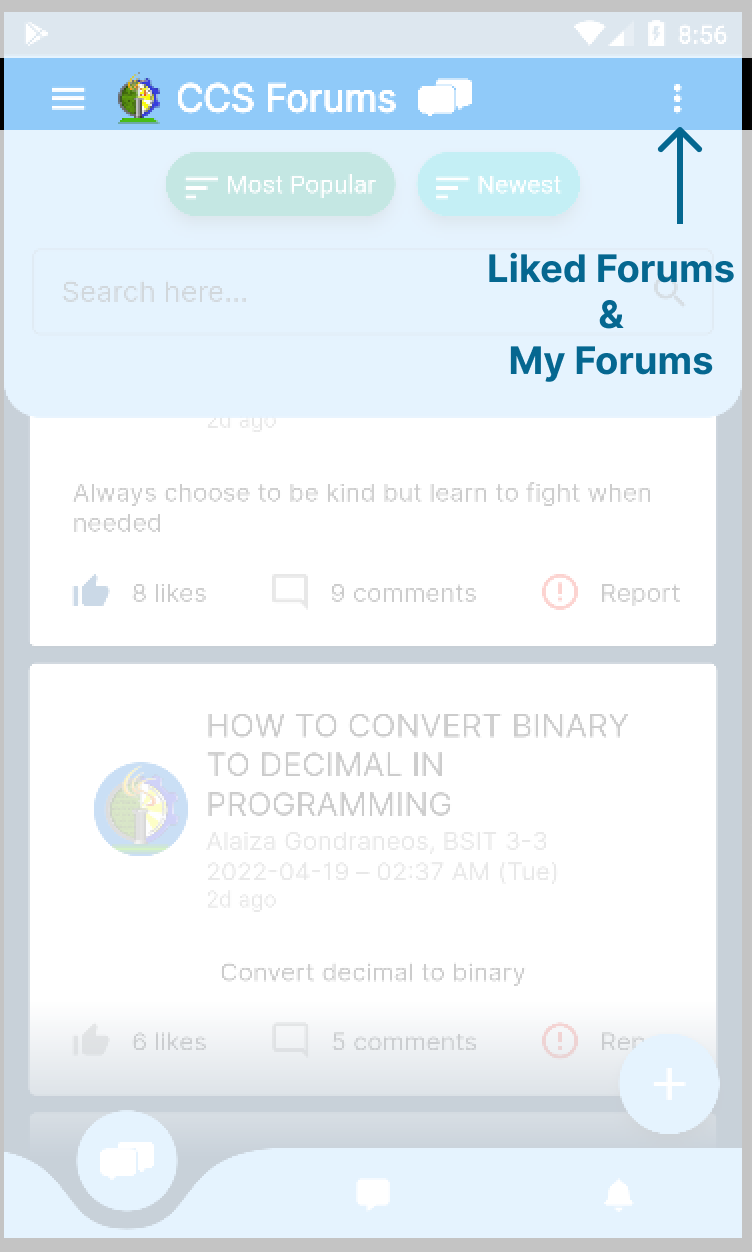 8:56
CCS Forums
Most Popular
Newest
Search here...
Liked Forums
&
My Forums
2d ago
Always choose to be kind but learn to fight when
needed
8 likes
9 comments
Report
HOW TO CONVERT BINARY
TO DECIMAL IN
PROGRAMMING
Alaiza Gondraneos, BSIT 3-3
2022-04-19 – 02:37 AM (Tue)
2d ago
Convert decimal to binary
6 likes
5 comments
Rep